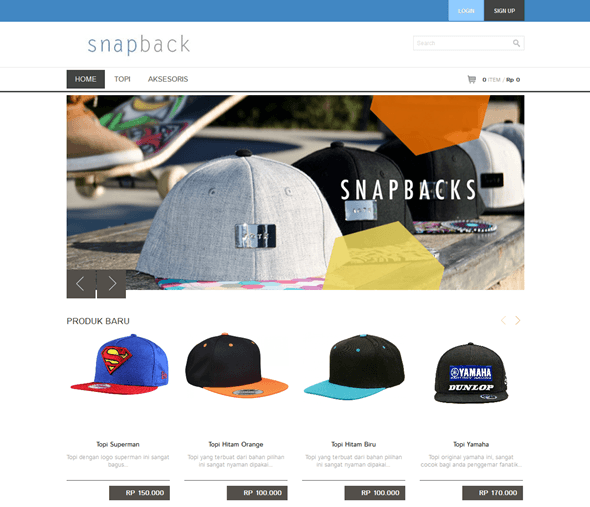 LOGIN
SIGN UP
snapback
Search
HOME
TOPI
AKSESORIS
0 ITEM / Rp 0
SNAPBACKS
PRODUK BARU
YAMAHA
DUNLOP
Topi Superman
Topi dengan logo superman ini sangat
bagus...
Topi Hitam Orange
Topi yang terbuat dari bahan pilihan
ini sangat nyaman dipakai...
Topi Hitam Biru
Topi yang terbuat dari bahan pilihan
ini sangat nyaman dipakai...
Topi Yamaha
Topi original yamaha ini, sangat
cocok bagi anda penggemar fanatik...
RP 150.000
RP 100.000
RP 100.000
RP 170.000